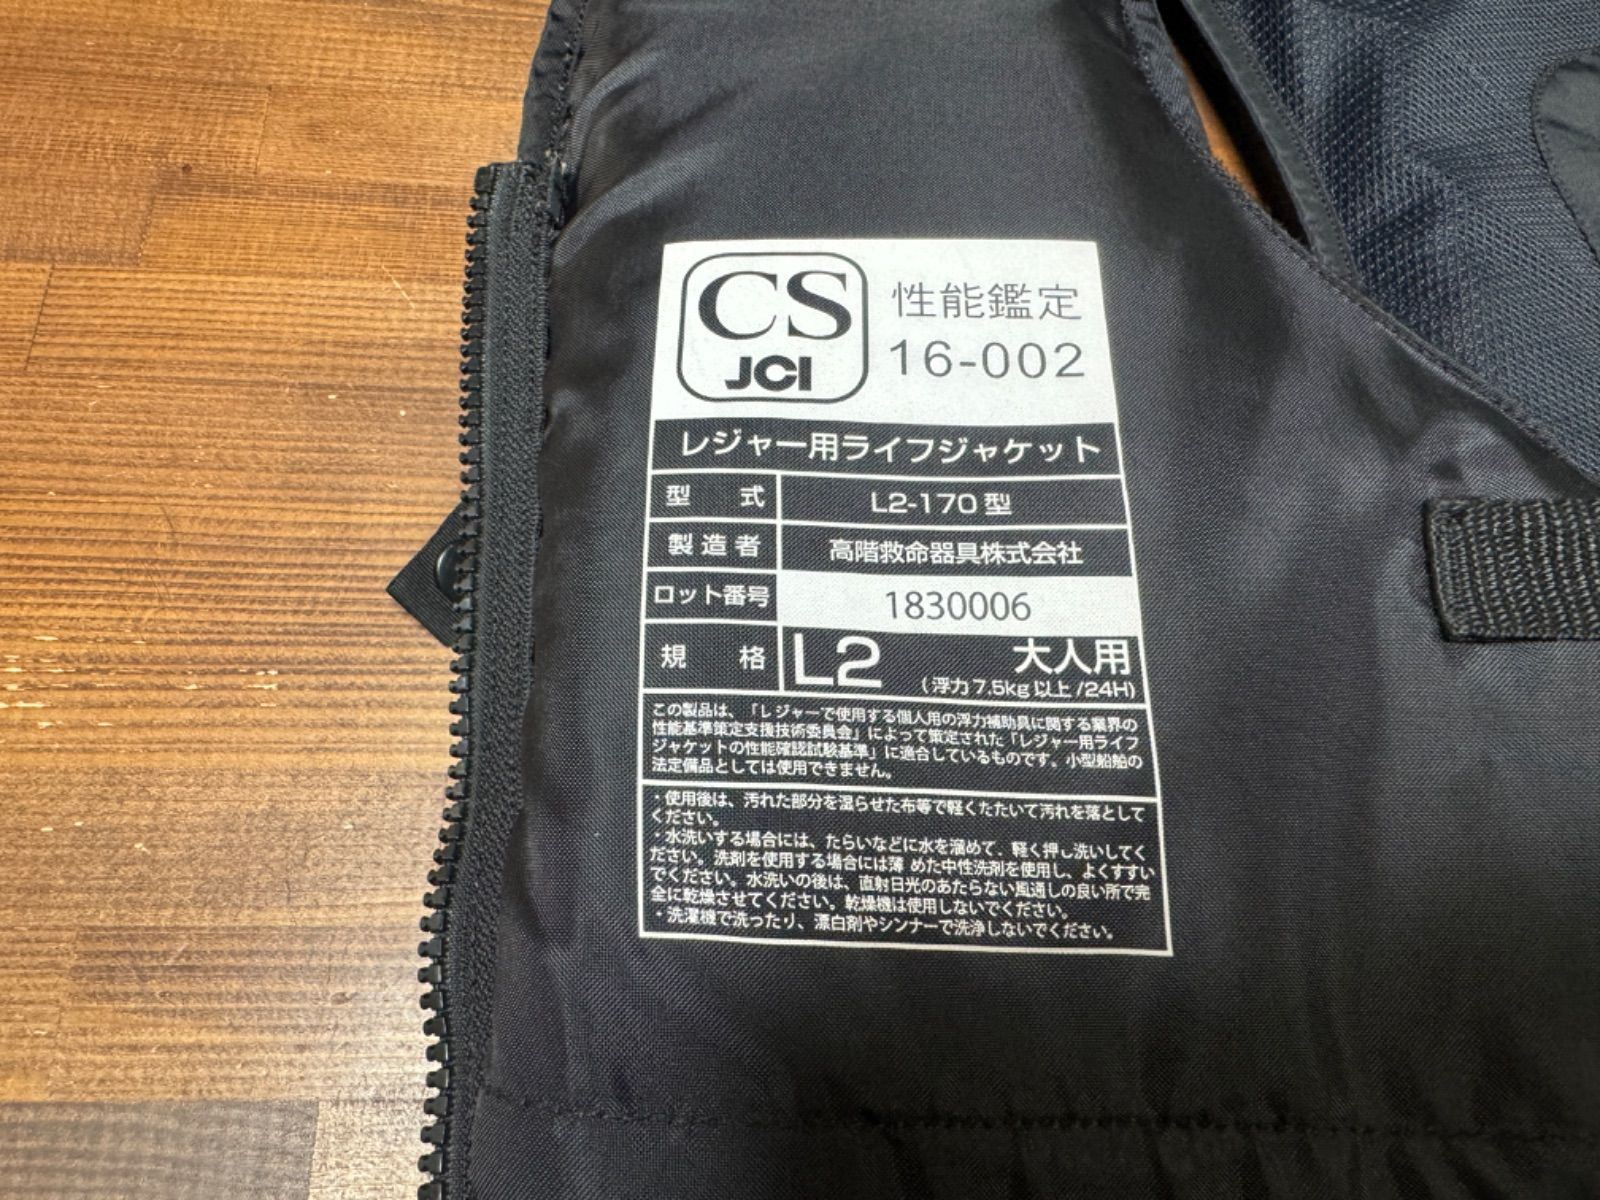 CS
JCI
性能鑑定
16-002
レジャー用ライフジャケット
型 式 L2-170型
製造者 高階救命器具株式会社
ロット番号 1830006
規 格 L2 大人用
(浮力7.5kg以上/24H)
この製品は、「レジャーで使用する個人用の浮力補助具に関する業界の
性能基準策定支援技術委員会」によって策定された「レジャー用ライフ
ジャケットの性能確認試験基準」に適合しているものです。小型船舶の
法定備品としては使用できません。
・使用後は、汚れた部分を湿らせた布等で軽くたたいて汚れを落として
ください。
・水洗いする場合には、たらいなどに水を溜めて、軽く押し洗いしてく
ださい。洗剤を使用する場合には薄 めた中性洗剤を使用し、よくすすい
でください。水洗いの後は、直射日光のあたらない風通しの良い所で完
全に乾燥させてください。乾燥機は使用しないでください。
・洗濯機で洗ったり、漂白剤やシンナーで洗浄しないでください。